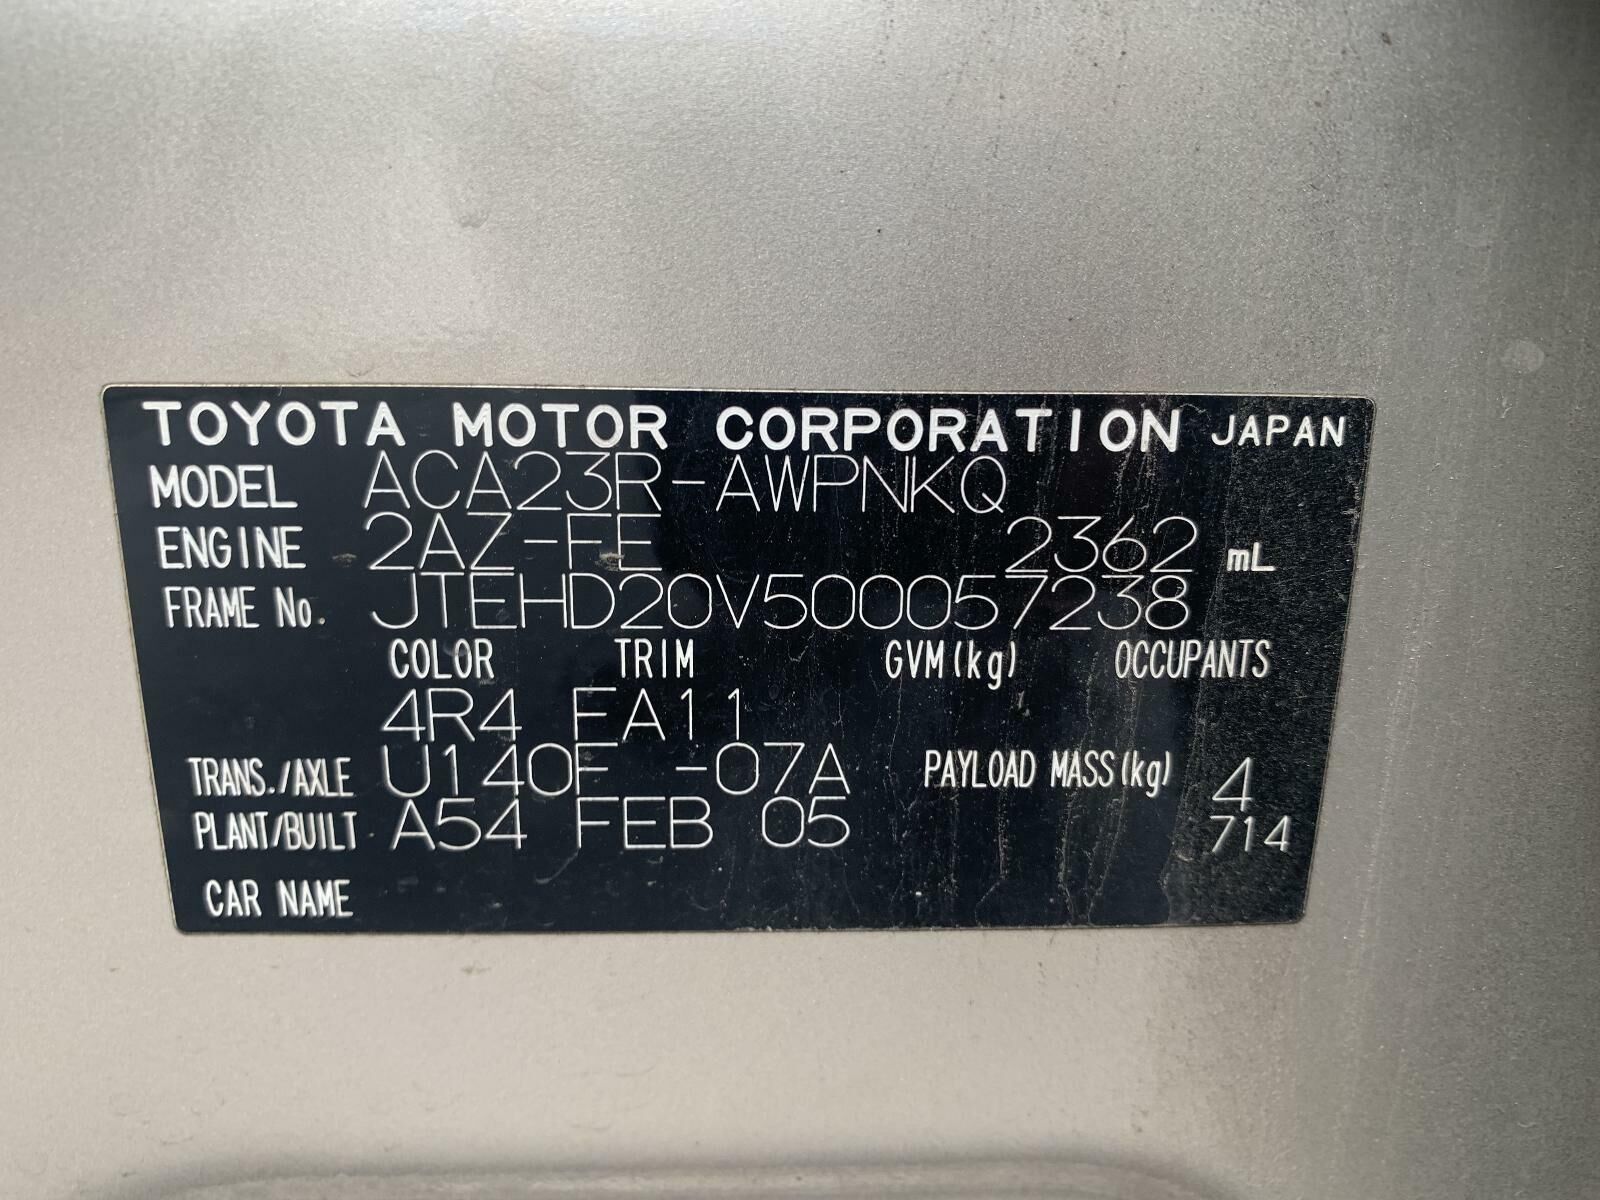 TOYOTA MOTOR CORPORATION JAPAN
MODEL ACA23R-AWPNKQ
ENGINE 2AZ-FE 2362 mL
FRAME No. JTEHD20V500057238
COLOR TRIM GVM(kg) OCCUPANTS
4R4 FA11
TRANS./AXLE U140F -07A PAYLOAD MASS(kg) 4
PLANT/BUILT A54 FEB 05 714
CAR NAME